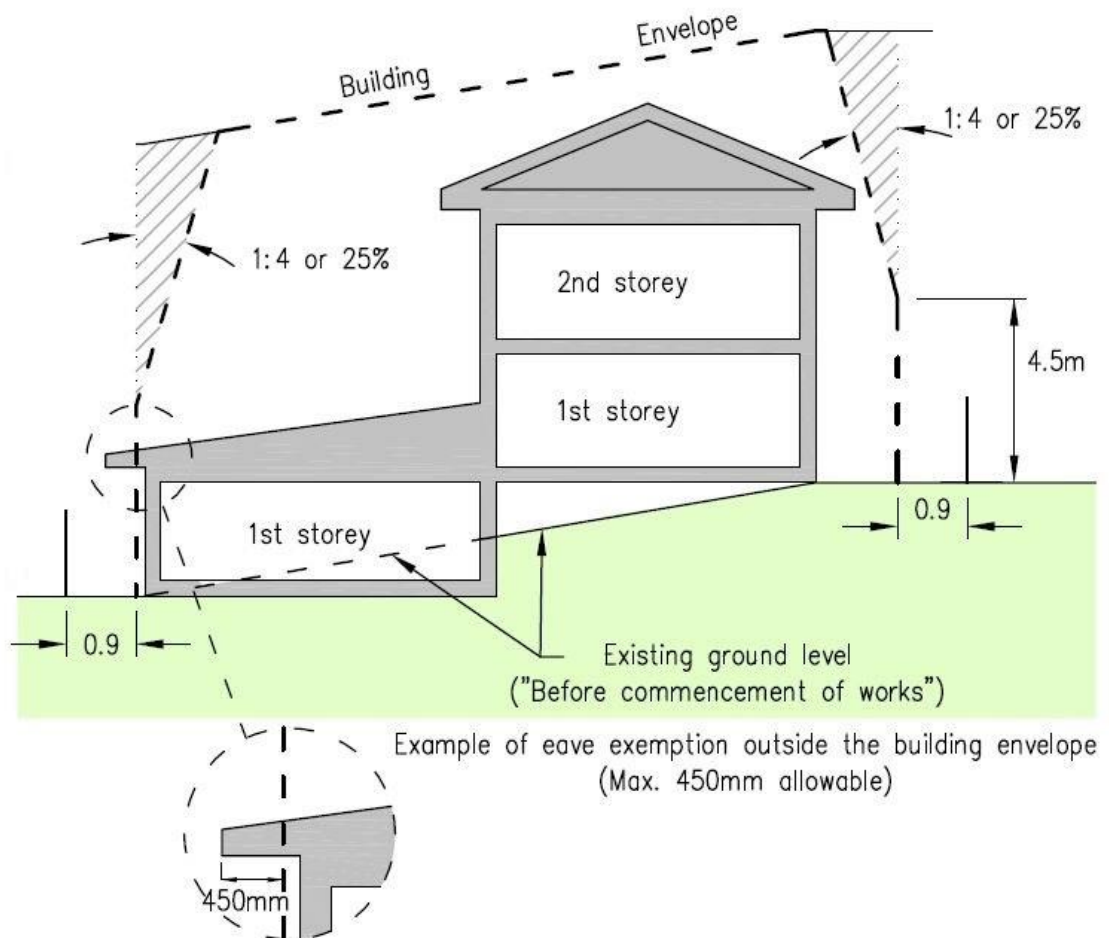 Building Envelope
1:4 or 25%
1:4 or 25%
2nd storey
4.5m
1st storey
0.9
1st storey
0.9
Existing ground level
("Before commencement of works")
Example of eave exemption outside the building envelope
(Max. 450mm allowable)
450mm